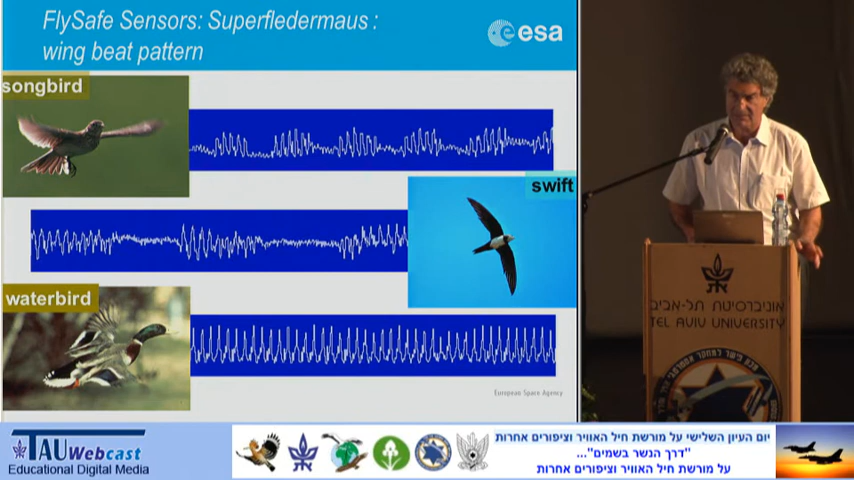 FlySafe Sensors: Superfledermaus :
wing beat pattern
esa
songbird
swift
waterbird
European Space Agency
אוניברסיטת תל-אביב
TEL AVIV UNIVERSITY
TAU Webcast
Educational Digital Media
יום העיון השלישי על מורשת חיל האוויר וציפורים אחרות
"דרך הנשר בשמים"...
על מורשת חיל האוויר וציפורים אחרות